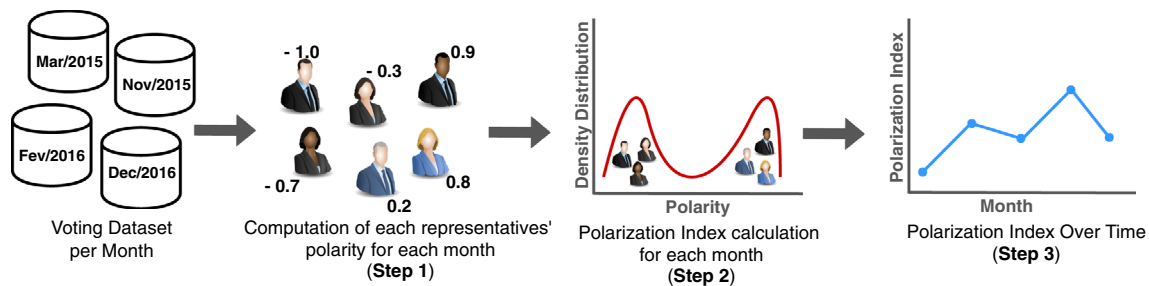 Mar/2015
Nov/2015
Fev/2016
Dec/2016
Voting Dataset
per Month
- 1.0
- 0.3
0.9
- 0.7
0.2
0.8
Computation of each representatives'
polarity for each month
(Step 1)
Density Distribution
Polarity
Polarization Index calculation
for each month
(Step 2)
Polarization Index
Month
Polarization Index Over Time
(Step 3)